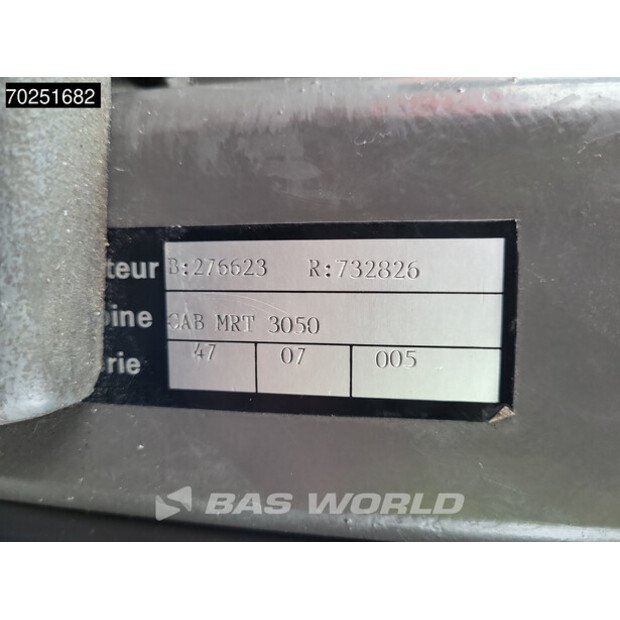 70251682
teur B:276623 R:732826
bine CAB MRT 3050
rie 47 07 005
BAS WORLD